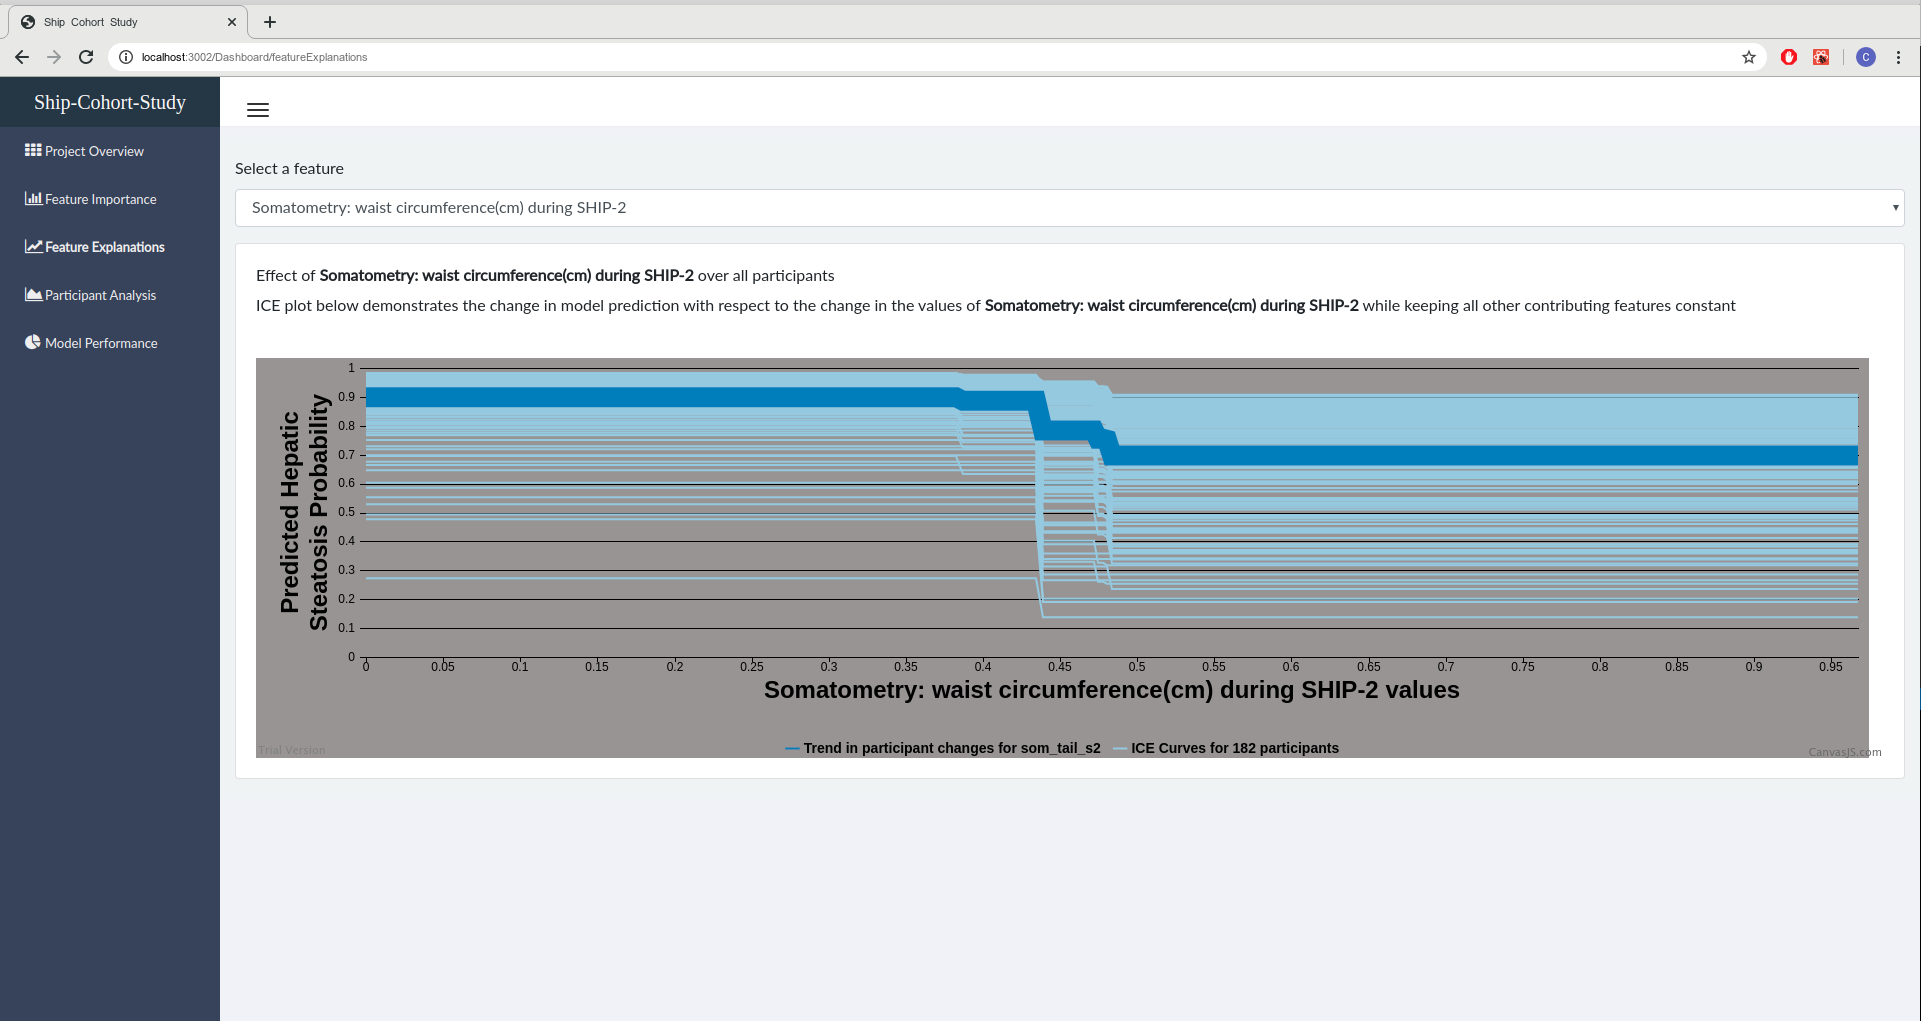 Ship Cohort Study
localhost:3002/Dashboard/featureExplanations
C
Ship-Cohort-Study
Project Overview
Feature Importance
Feature Explanations
Participant Analysis
Model Performance
Select a feature
Somatometry: waist circumference(cm) during SHIP-2
Effect of Somatometry: waist circumference(cm) during SHIP-2 over all participants
ICE plot below demonstrates the change in model prediction with respect to the change in the values of Somatometry: waist circumference(cm) during SHIP-2 while keeping all other contributing features constant
Predicted Hepatic
Steatosis Probability
1
0.9
0.8
0.7
0.6
0.5
0.4
0.3
0.2
0.1
0
0 0.05 0.1 0.15 0.2 0.25 0.3 0.35 0.4 0.45 0.5 0.55 0.6 0.65 0.7 0.75 0.8 0.85 0.9 0.95
Somatometry: waist circumference(cm) during SHIP-2 values
Trend in participant changes for som_tail_s2 ICE Curves for 182 participants
Trial Version
CanvasJS.com